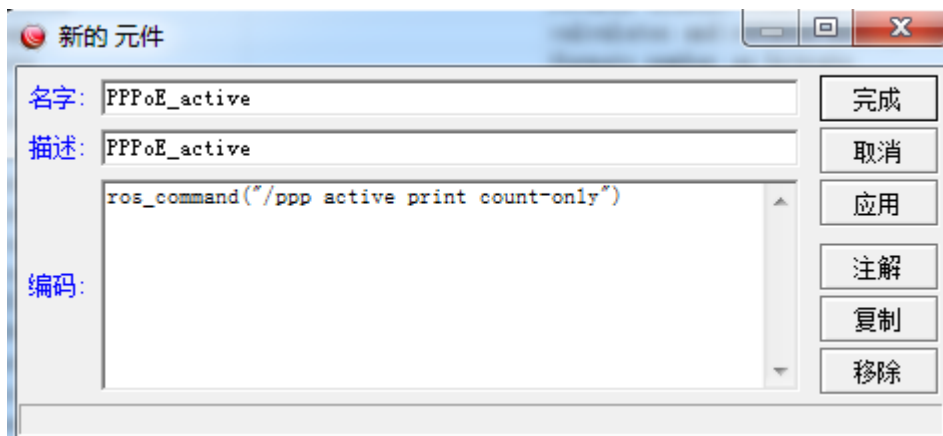 新的 元件
名字: PPPoE_active
完成
描述: PPPoE_active
取消
ros_command("/ppp active print count-only")
应用
编码:
注解
复制
移除